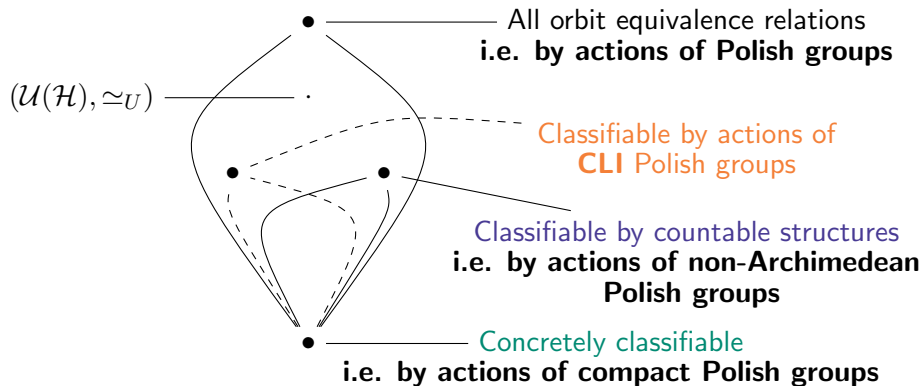 All orbit equivalence relations
i.e. by actions of Polish groups
(𝒰(ℋ), ≃_U)
Classifiable by actions of
CLI Polish groups
Classifiable by countable structures
i.e. by actions of non-Archimedean
Polish groups
Concretely classifiable
i.e. by actions of compact Polish groups